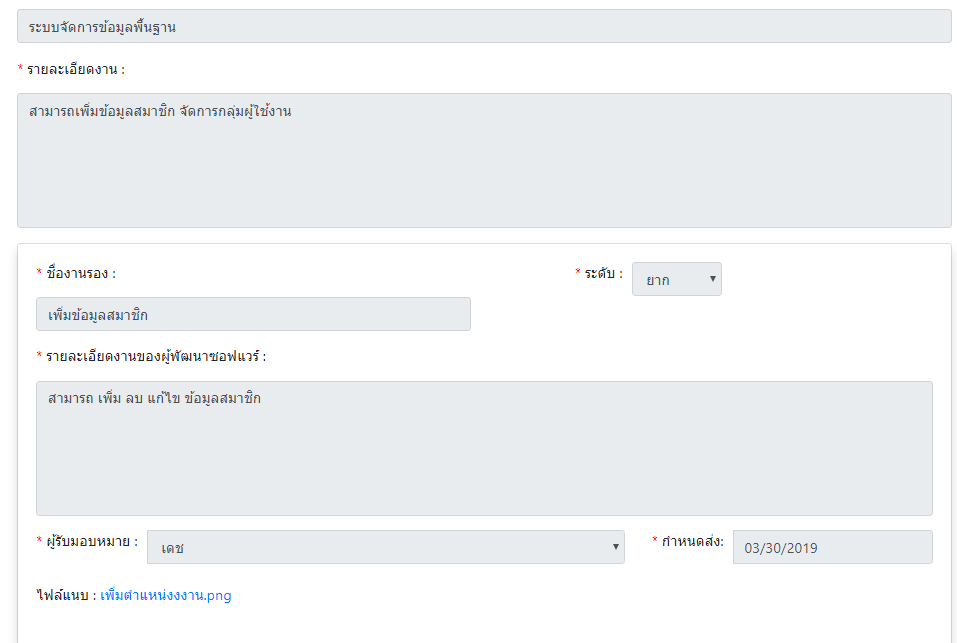 ระบบจัดการข้อมูลพื้นฐาน
* รายละเอียดงาน :
สามารถเพิ่มข้อมูลสมาชิก จัดการกลุ่มผู้ใช้งาน
* ชื่องานรอง :
* ระดับ : ยาก
เพิ่มข้อมูลสมาชิก
* รายละเอียดงานของผู้พัฒนาซอฟแวร์ :
สามารถ เพิ่ม ลบ แก้ไข ข้อมูลสมาชิก
* ผู้รับมอบหมาย : เดช
* กำหนดส่ง: 03/30/2019
ไฟล์แนบ : เพิ่มตำแหน่งงงาน.png